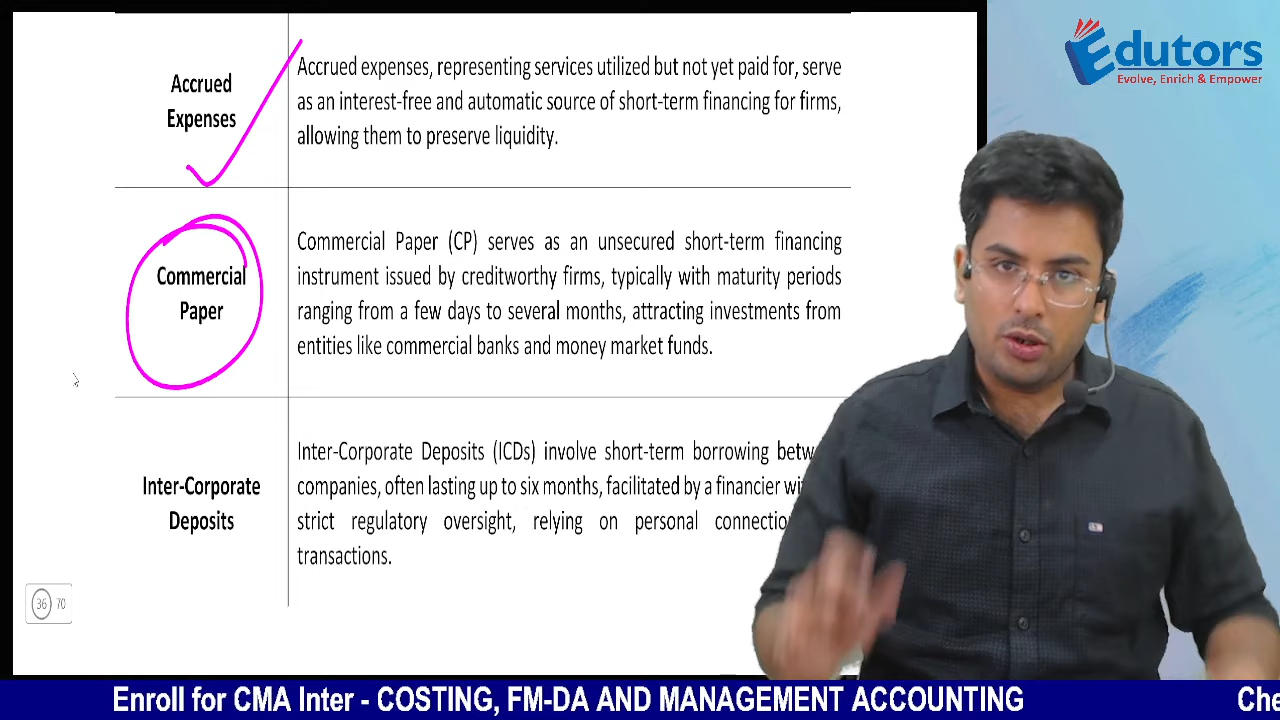 Edutors
Evolve, Enrich & Empower
Accrued
Expenses
Accrued expenses, representing services utilized but not yet paid for, serve
as an interest-free and automatic source of short-term financing for firms,
allowing them to preserve liquidity.
Commercial
Paper
Commercial Paper (CP) serves as an unsecured short-term financing
instrument issued by creditworthy firms, typically with maturity periods
ranging from a few days to several months, attracting investments from
entities like commercial banks and money market funds.
Inter-Corporate
Deposits
Inter-Corporate Deposits (ICDs) involve short-term borrowing
companies, often lasting up to six months, facilitated by a financier
strict regulatory oversight, relying on personal
transactions.
36 70
Enroll for CMA Inter - COSTING, FM-DA AND MANAGEMENT ACCOUNTING